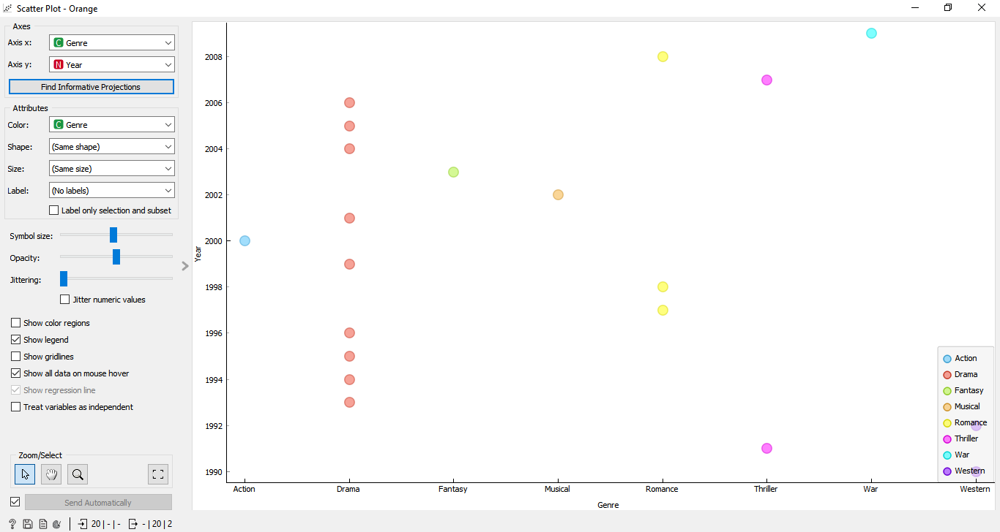 Scatter Plot - Orange
Axes
Axis x: C Genre
Axis y: N Year
Find Informative Projections
Attributes
Color: C Genre
Shape: (Same shape)
Size: (Same size)
Label: (No labels)
Label only selection and subset
Symbol size:
Opacity:
Jittering:
Jitter numeric values
Show color regions
Show legend
Show gridlines
Show all data on mouse hover
Show regression line
Treat variables as independent
Zoom/Select
Send Automatically
? 20 | - | - - | 20 | 2
Year
2008
2006
2004
2002
2000
1998
1996
1994
1992
1990
Action Drama Fantasy Musical Romance Thriller War Western
Genre
Action
Drama
Fantasy
Musical
Romance
Thriller
War
Western